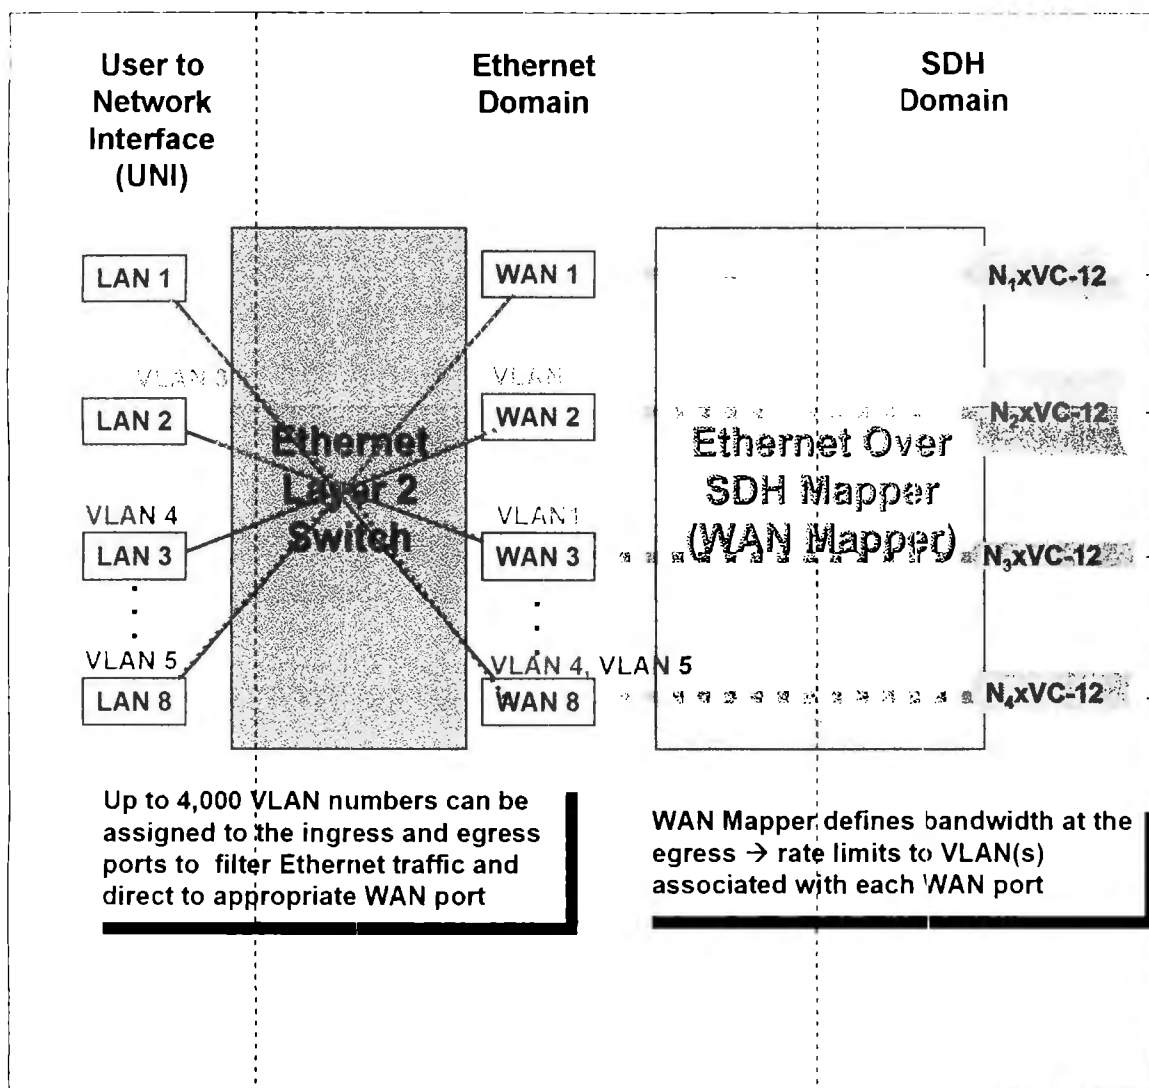 User to
Network
Interface
(UNI)
Ethernet
Domain
SDH
Domain
LAN 1
WAN 1
N₁xVC-12
VLAN 3
VLAN
LAN 2
WAN 2
N₂xVC-12
Ethernet
Layer 2
Switch
Ethernet Over
SDH Mapper
(WAN Mapper)
VLAN 4
VLAN1
LAN 3
WAN 3
N₃xVC-12
VLAN 5
VLAN 4, VLAN 5
LAN 8
WAN 8
N₄xVC-12
Up to 4,000 VLAN numbers can be
assigned to the ingress and egress
ports to filter Ethernet traffic and
direct to appropriate WAN port
WAN Mapper defines bandwidth at the
egress → rate limits to VLAN(s)
associated with each WAN port